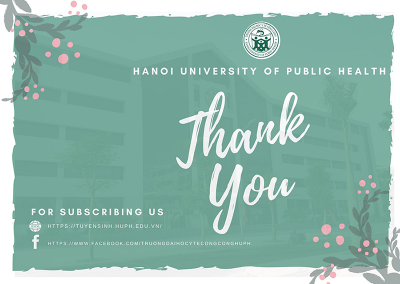 HANOI UNIVERSITY OF PUBLIC HEALTH
Thank
You
FOR SUBSCRIBING US
HTTPS://TUYENSINH.HUPH.EDU.VN/
HTTPS://WWW.FACEBOOK.COM/TRUONGDAIHOCYTECONGCONGHUPH